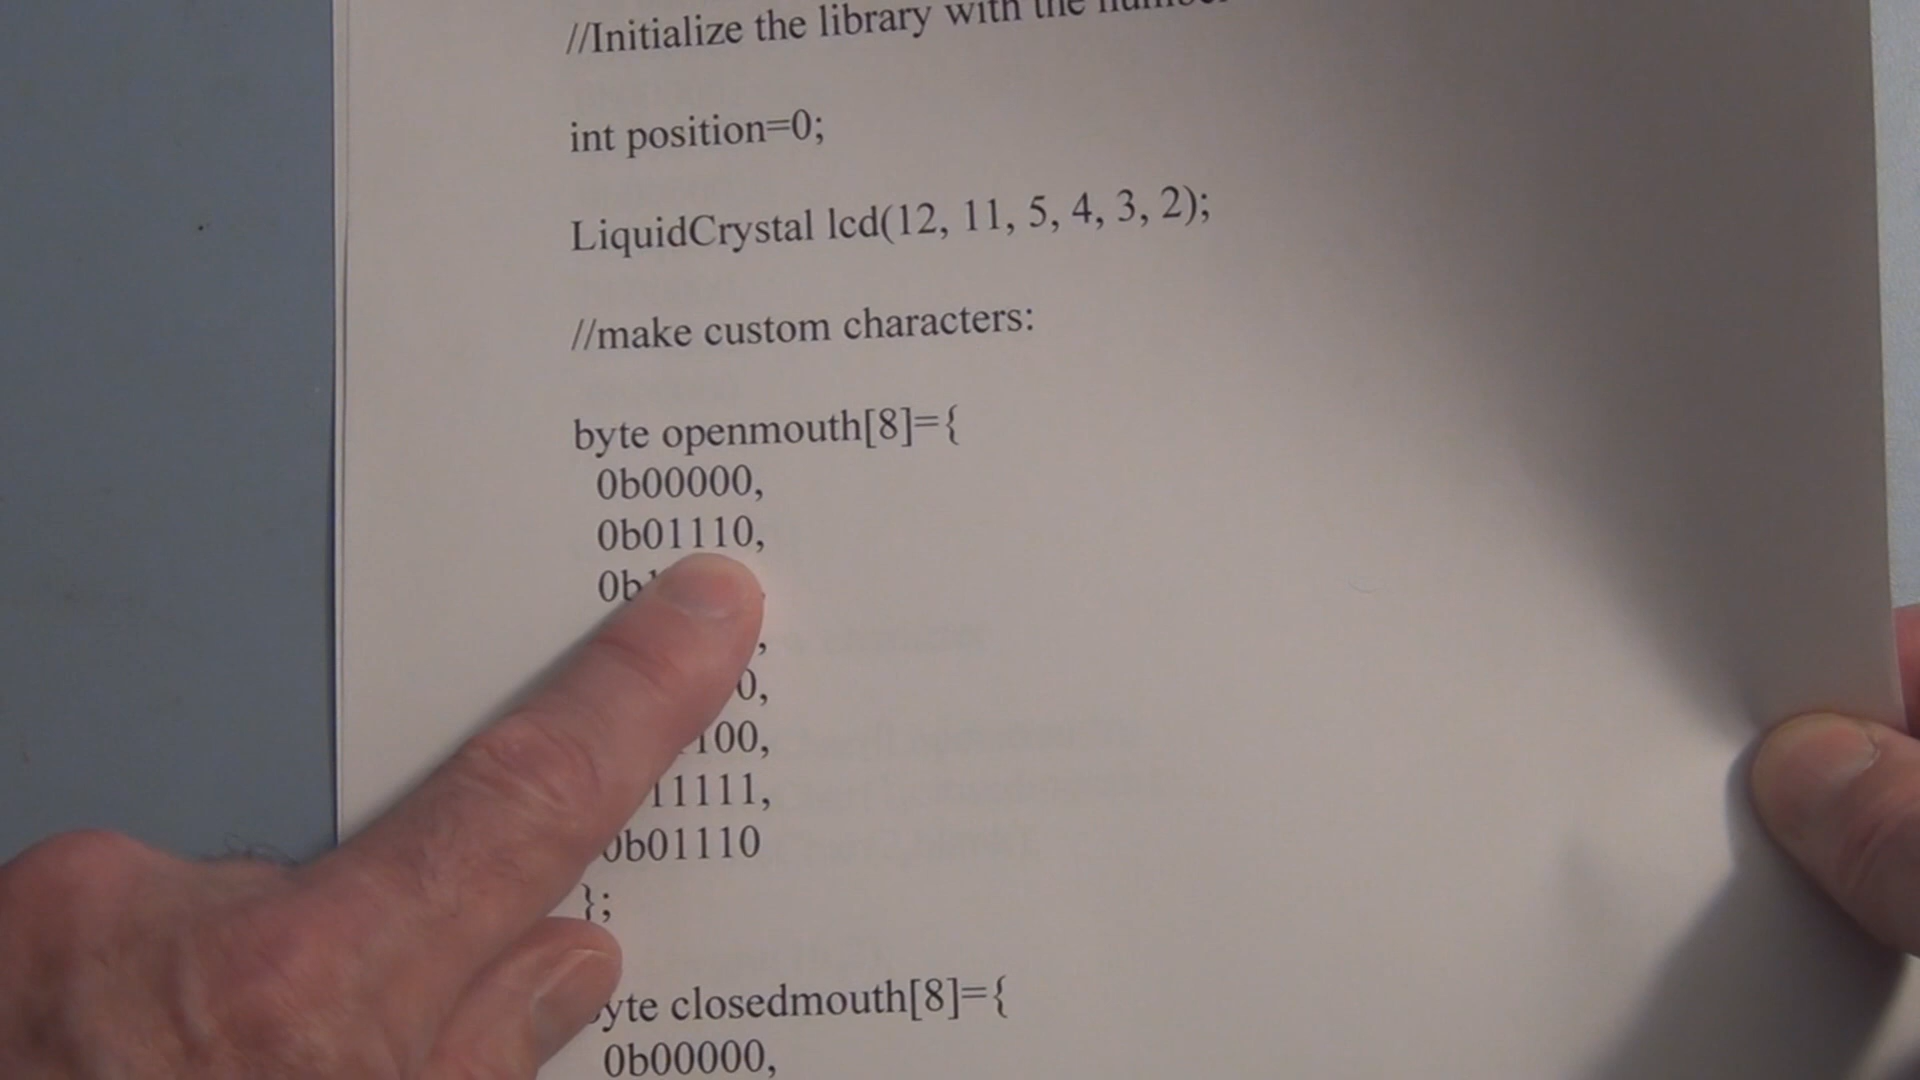 //Initialize the library with the
int position=0;
LiquidCrystal lcd(12, 11, 5, 4, 3, 2);
//make custom characters:
byte openmouth[8]={
0b00000,
0b01110,
0b
,
0,
100,
11111,
0b01110
};
byte closedmouth[8]={
0b00000,